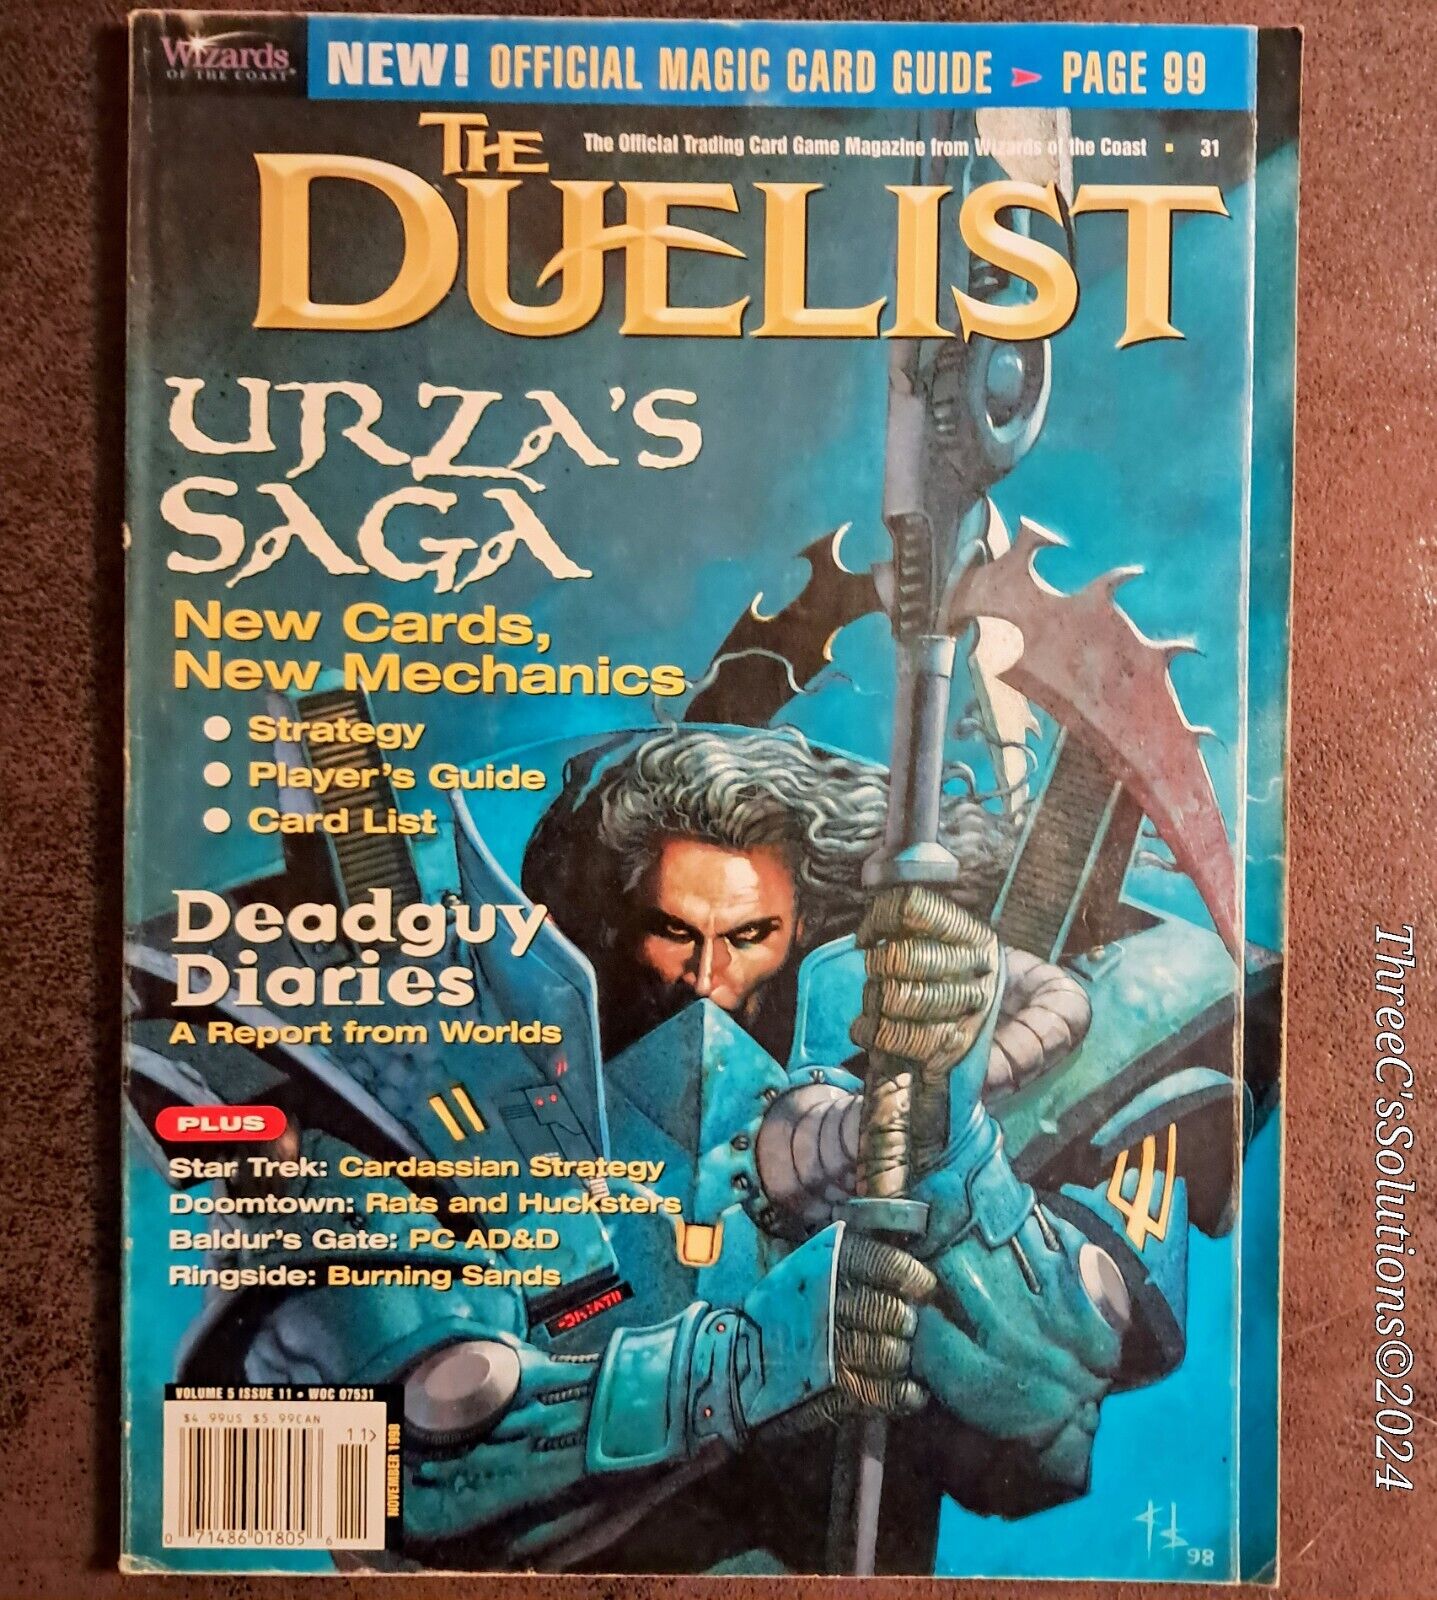 Wizards
OF THE COAST®
NEW! OFFICIAL MAGIC CARD GUIDE ➤ PAGE 99
The Official Trading Card Game Magazine from Wizards of the Coast ▪ 31
THE
DUELIST
URZA'S
SAGA
New Cards,
New Mechanics
● Strategy
● Player's Guide
● Card List
Deadguy
Diaries
A Report from Worlds
PLUS
Star Trek: Cardassian Strategy
Doomtown: Rats and Hucksters
Baldur's Gate: PC AD&D
Ringside: Burning Sands
VOLUME 5 ISSUE 11 • WOC 07531
$4.99US $5.99CAN
11>
0 71486 01805 6
NOVEMBER 1998
98
ThreeC'sSolutions©2024